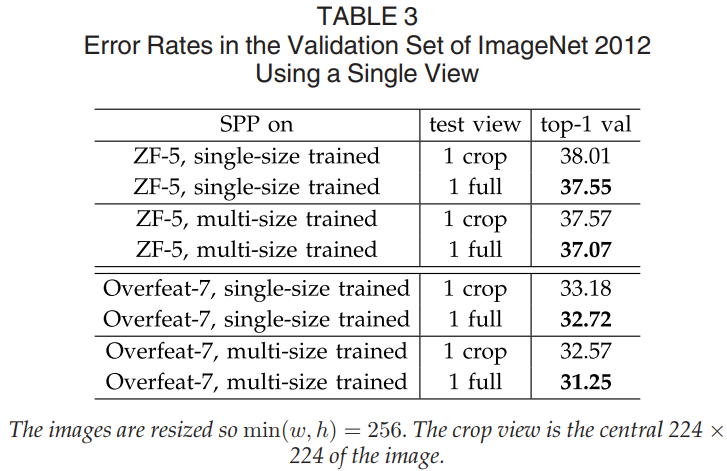 TABLE 3
Error Rates in the Validation Set of ImageNet 2012
Using a Single View
SPP on test view top-1 val
ZF-5, single-size trained 1 crop 38.01
ZF-5, single-size trained 1 full 37.55
ZF-5, multi-size trained 1 crop 37.57
ZF-5, multi-size trained 1 full 37.07
Overfeat-7, single-size trained 1 crop 33.18
Overfeat-7, single-size trained 1 full 32.72
Overfeat-7, multi-size trained 1 crop 32.57
Overfeat-7, multi-size trained 1 full 31.25
The images are resized so min(w, h) = 256. The crop view is the central 224 ×
224 of the image.